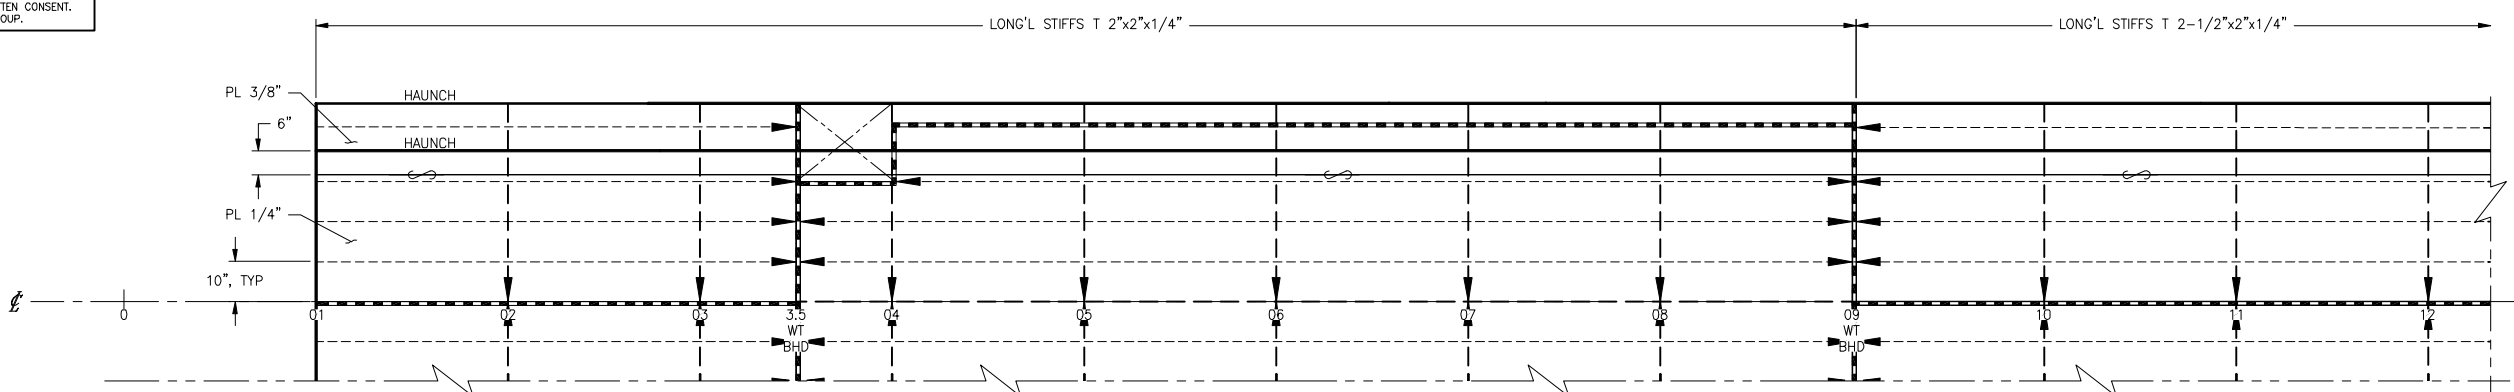 TEN CONSENT.
OUP.
LONG'L STIFFS T 2"x2"x1/4"
LONG'L STIFFS T 2-1/2"x2"x1/4"
PL 3/8"
HAUNCH
6"
HAUNCH
PL 1/4"
10", TYP
℄
0
01
02
03
3.5
WT
BHD
04
05
06
07
08
09
WT
BHD
10
11
12